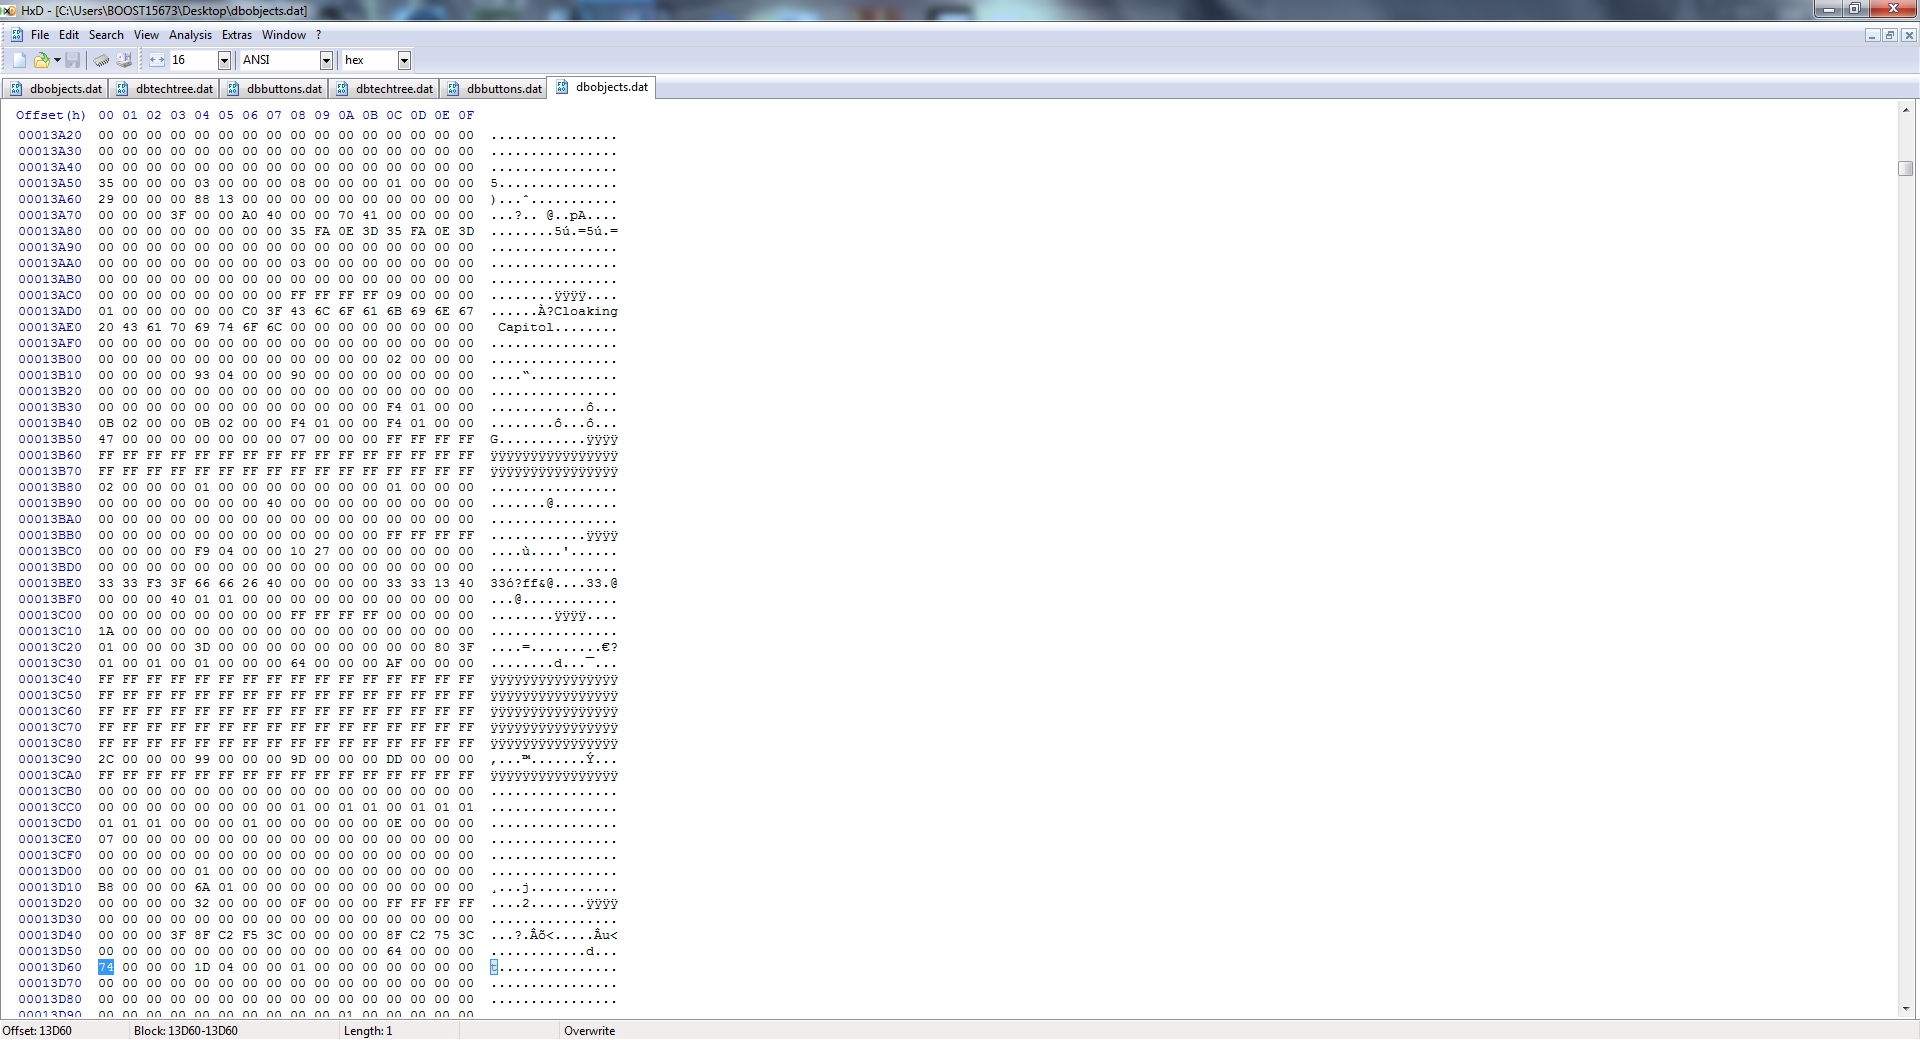 HxD - [C:\Users\BOOST15673\Desktop\dbobjects.dat]
File Edit Search View Analysis Extras Window ?
16 ANSI hex
dbobjects.dat dbtechtree.dat dbbuttons.dat dbtechtree.dat dbbuttons.dat dbobjects.dat
Offset(h) 00 01 02 03 04 05 06 07 08 09 0A 0B 0C 0D 0E 0F
00013A20 00 00 00 00 00 00 00 00 00 00 00 00 00 00 00 00 ................
00013A30 00 00 00 00 00 00 00 00 00 00 00 00 00 00 00 00 ................
00013A40 00 00 00 00 00 00 00 00 00 00 00 00 00 00 00 00 ................
00013A50 35 00 00 00 03 00 00 00 08 00 00 00 01 00 00 00 5...............
00013A60 29 00 00 00 88 13 00 00 00 00 00 00 00 00 00 00 )...ˆ...........
00013A70 00 00 00 3F 00 00 A0 40 00 00 70 41 00 00 00 00 ...?.. @..pA....
00013A80 00 00 00 00 00 00 00 00 35 FA 0E 3D 35 FA 0E 3D ........5ú.=5ú.=
00013A90 00 00 00 00 00 00 00 00 00 00 00 00 00 00 00 00 ................
00013AA0 00 00 00 00 00 00 00 00 03 00 00 00 00 00 00 00 ................
00013AB0 00 00 00 00 00 00 00 00 00 00 00 00 00 00 00 00 ................
00013AC0 00 00 00 00 00 00 00 00 FF FF FF FF 09 00 00 00 ........ÿÿÿÿ....
00013AD0 01 00 00 00 00 00 C0 3F 43 6C 6F 61 6B 69 6E 67 ......À?Cloaking
00013AE0 20 43 61 70 69 74 6F 6C 00 00 00 00 00 00 00 00  Capitol........
00013AF0 00 00 00 00 00 00 00 00 00 00 00 00 00 00 00 00 ................
00013B00 00 00 00 00 00 00 00 00 00 00 00 00 02 00 00 00 ................
00013B10 00 00 00 00 93 04 00 00 90 00 00 00 00 00 00 00 ....“...........
00013B20 00 00 00 00 00 00 00 00 00 00 00 00 00 00 00 00 ................
00013B30 00 00 00 00 00 00 00 00 00 00 00 00 F4 01 00 00 ............ô...
00013B40 0B 02 00 00 0B 02 00 00 F4 01 00 00 F4 01 00 00 ........ô...ô...
00013B50 47 00 00 00 00 00 00 00 07 00 00 00 FF FF FF FF G...........ÿÿÿÿ
00013B60 FF FF FF FF FF FF FF FF FF FF FF FF FF FF FF FF ÿÿÿÿÿÿÿÿÿÿÿÿÿÿÿÿ
00013B70 FF FF FF FF FF FF FF FF FF FF FF FF FF FF FF FF ÿÿÿÿÿÿÿÿÿÿÿÿÿÿÿÿ
00013B80 02 00 00 00 01 00 00 00 00 00 00 00 01 00 00 00 ................
00013B90 00 00 00 00 00 00 00 40 00 00 00 00 00 00 00 00 .......@........
00013BA0 00 00 00 00 00 00 00 00 00 00 00 00 00 00 00 00 ................
00013BB0 00 00 00 00 00 00 00 00 00 00 00 00 FF FF FF FF ............ÿÿÿÿ
00013BC0 00 00 00 00 F9 04 00 00 10 27 00 00 00 00 00 00 ....ù....'......
00013BD0 00 00 00 00 00 00 00 00 00 00 00 00 00 00 00 00 ................
00013BE0 33 33 F3 3F 66 66 26 40 00 00 00 00 33 33 13 40 33ó?ff&@....33.@
00013BF0 00 00 00 40 01 01 00 00 00 00 00 00 00 00 00 00 ...@............
00013C00 00 00 00 00 00 00 00 00 FF FF FF FF 00 00 00 00 ........ÿÿÿÿ....
00013C10 1A 00 00 00 00 00 00 00 00 00 00 00 00 00 00 00 ................
00013C20 01 00 00 00 3D 00 00 00 00 00 00 00 00 00 80 3F ....=.........€?
00013C30 01 00 01 00 01 00 00 00 64 00 00 00 AF 00 00 00 ........d...¯...
00013C40 FF FF FF FF FF FF FF FF FF FF FF FF FF FF FF FF ÿÿÿÿÿÿÿÿÿÿÿÿÿÿÿÿ
00013C50 FF FF FF FF FF FF FF FF FF FF FF FF FF FF FF FF ÿÿÿÿÿÿÿÿÿÿÿÿÿÿÿÿ
00013C60 FF FF FF FF FF FF FF FF FF FF FF FF FF FF FF FF ÿÿÿÿÿÿÿÿÿÿÿÿÿÿÿÿ
00013C70 FF FF FF FF FF FF FF FF FF FF FF FF FF FF FF FF ÿÿÿÿÿÿÿÿÿÿÿÿÿÿÿÿ
00013C80 FF FF FF FF FF FF FF FF FF FF FF FF FF FF FF FF ÿÿÿÿÿÿÿÿÿÿÿÿÿÿÿÿ
00013C90 2C 00 00 00 99 00 00 00 9D 00 00 00 DD 00 00 00 ,...™.......Ý...
00013CA0 FF FF FF FF FF FF FF FF FF FF FF FF FF FF FF FF ÿÿÿÿÿÿÿÿÿÿÿÿÿÿÿÿ
00013CB0 00 00 00 00 00 00 00 00 00 00 00 00 00 00 00 00 ................
00013CC0 00 00 00 00 00 00 00 00 01 00 01 01 00 01 01 01 ................
00013CD0 01 01 01 00 00 00 01 00 00 00 00 00 0E 00 00 00 ................
00013CE0 07 00 00 00 00 00 00 00 00 00 00 00 00 00 00 00 ................
00013CF0 00 00 00 00 00 00 00 00 00 00 00 00 00 00 00 00 ................
00013D00 00 00 00 00 01 00 00 00 00 00 00 00 00 00 00 00 ................
00013D10 B8 00 00 00 6A 01 00 00 00 00 00 00 00 00 00 00 ¸...j...........
00013D20 00 00 00 00 32 00 00 00 0F 00 00 00 FF FF FF FF ....2.......ÿÿÿÿ
00013D30 00 00 00 00 00 00 00 00 00 00 00 00 00 00 00 00 ................
00013D40 00 00 00 3F 8F C2 F5 3C 00 00 00 00 8F C2 75 3C ...?.Âõ<.....Âu<
00013D50 00 00 00 00 00 00 00 00 00 00 00 00 64 00 00 00 ............d...
00013D60 74 00 00 00 1D 04 00 00 01 00 00 00 00 00 00 00 t...............
00013D70 00 00 00 00 00 00 00 00 00 00 00 00 00 00 00 00 ................
00013D80 00 00 00 00 00 00 00 00 00 00 00 00 00 00 00 00 ................
00013D90 00 00 00 00 00 00 00 00 00 00 01 00 00 00 00 00 ................
Offset: 13D60 Block: 13D60-13D60 Length: 1 Overwrite